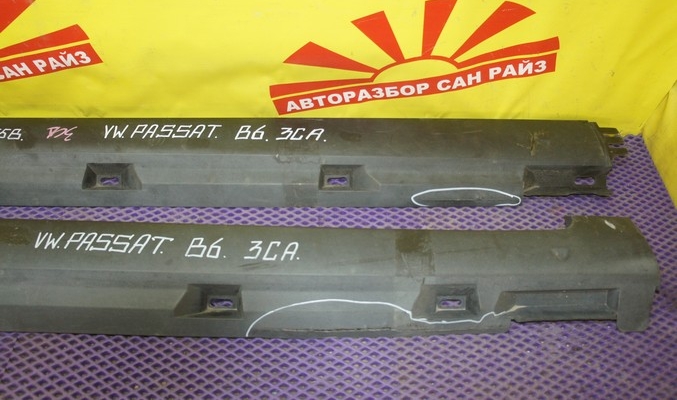 САН РАЙЗ
АВТОРАЗБОР САН РАЙЗ
VW. PASSAT. B6. 3CA.
VW. PASSAT. B6. 3CA.